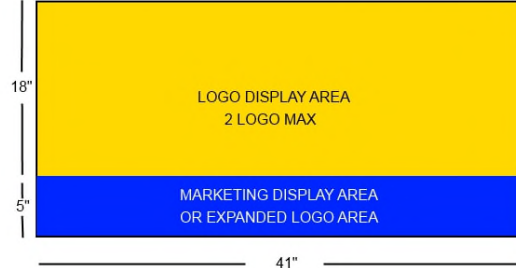 18"
LOGO DISPLAY AREA
2 LOGO MAX
5"
MARKETING DISPLAY AREA
OR EXPANDED LOGO AREA
41"